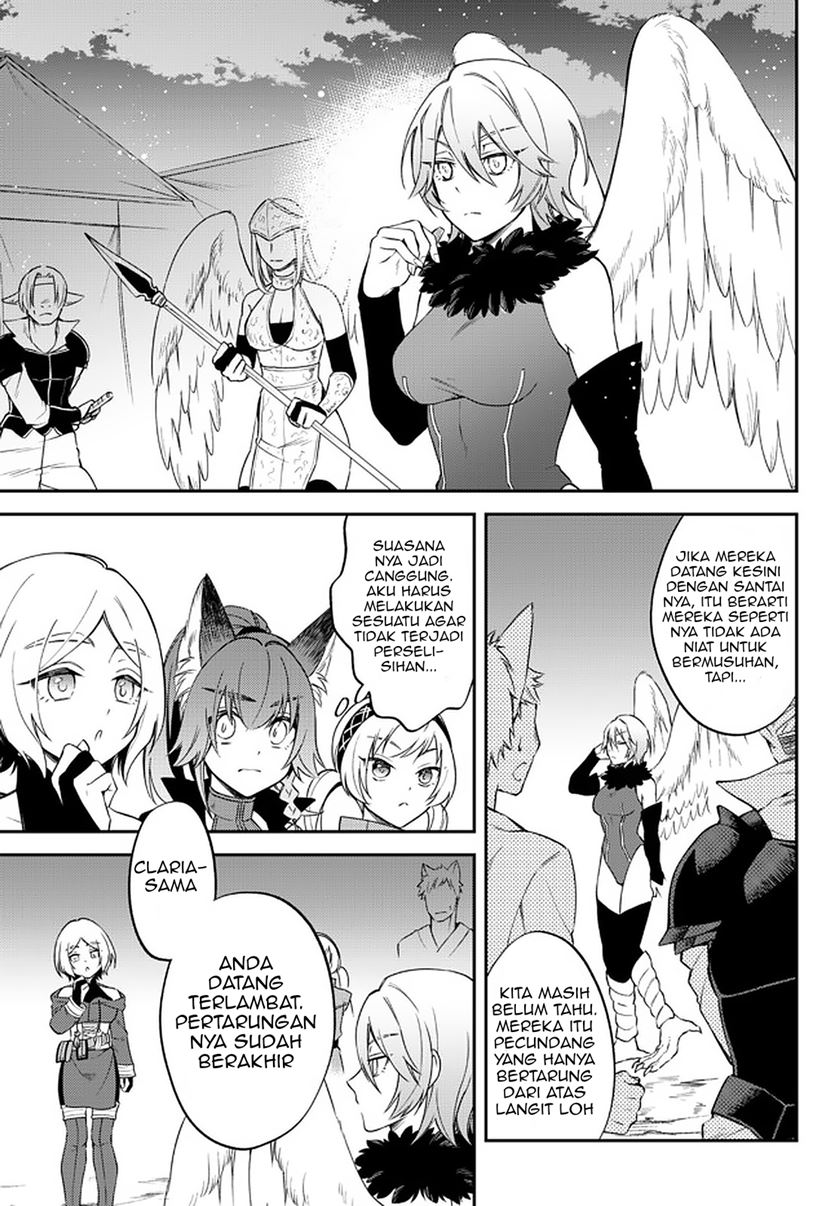 JIKA MEREKA
DATANG KESINI
DENGAN SANTAI
NYA, ITU BERARTI
MEREKA SEPERTI
NYA TIDAK ADA
NIAT UNTUK
BERMUSUHAN,
TAPI...
KITA MASIH
BELUM TAHU.
MEREKA ITU
PECUNDANG
YANG HANYA
BERTARUNG
DARI ATAS
LANGIT LOH
SUASANA
NYA JADI
CANGGUNG.
AKU HARUS
MELAKUKAN
SESUATU AGAR
TIDAK TERJADI
PERSELI-
SIHAN...
CLARIA-
SAMA
ANDA
DATANG
TERLAMBAT.
PERTARUNGAN
NYA SUDAH
BERAKHIR